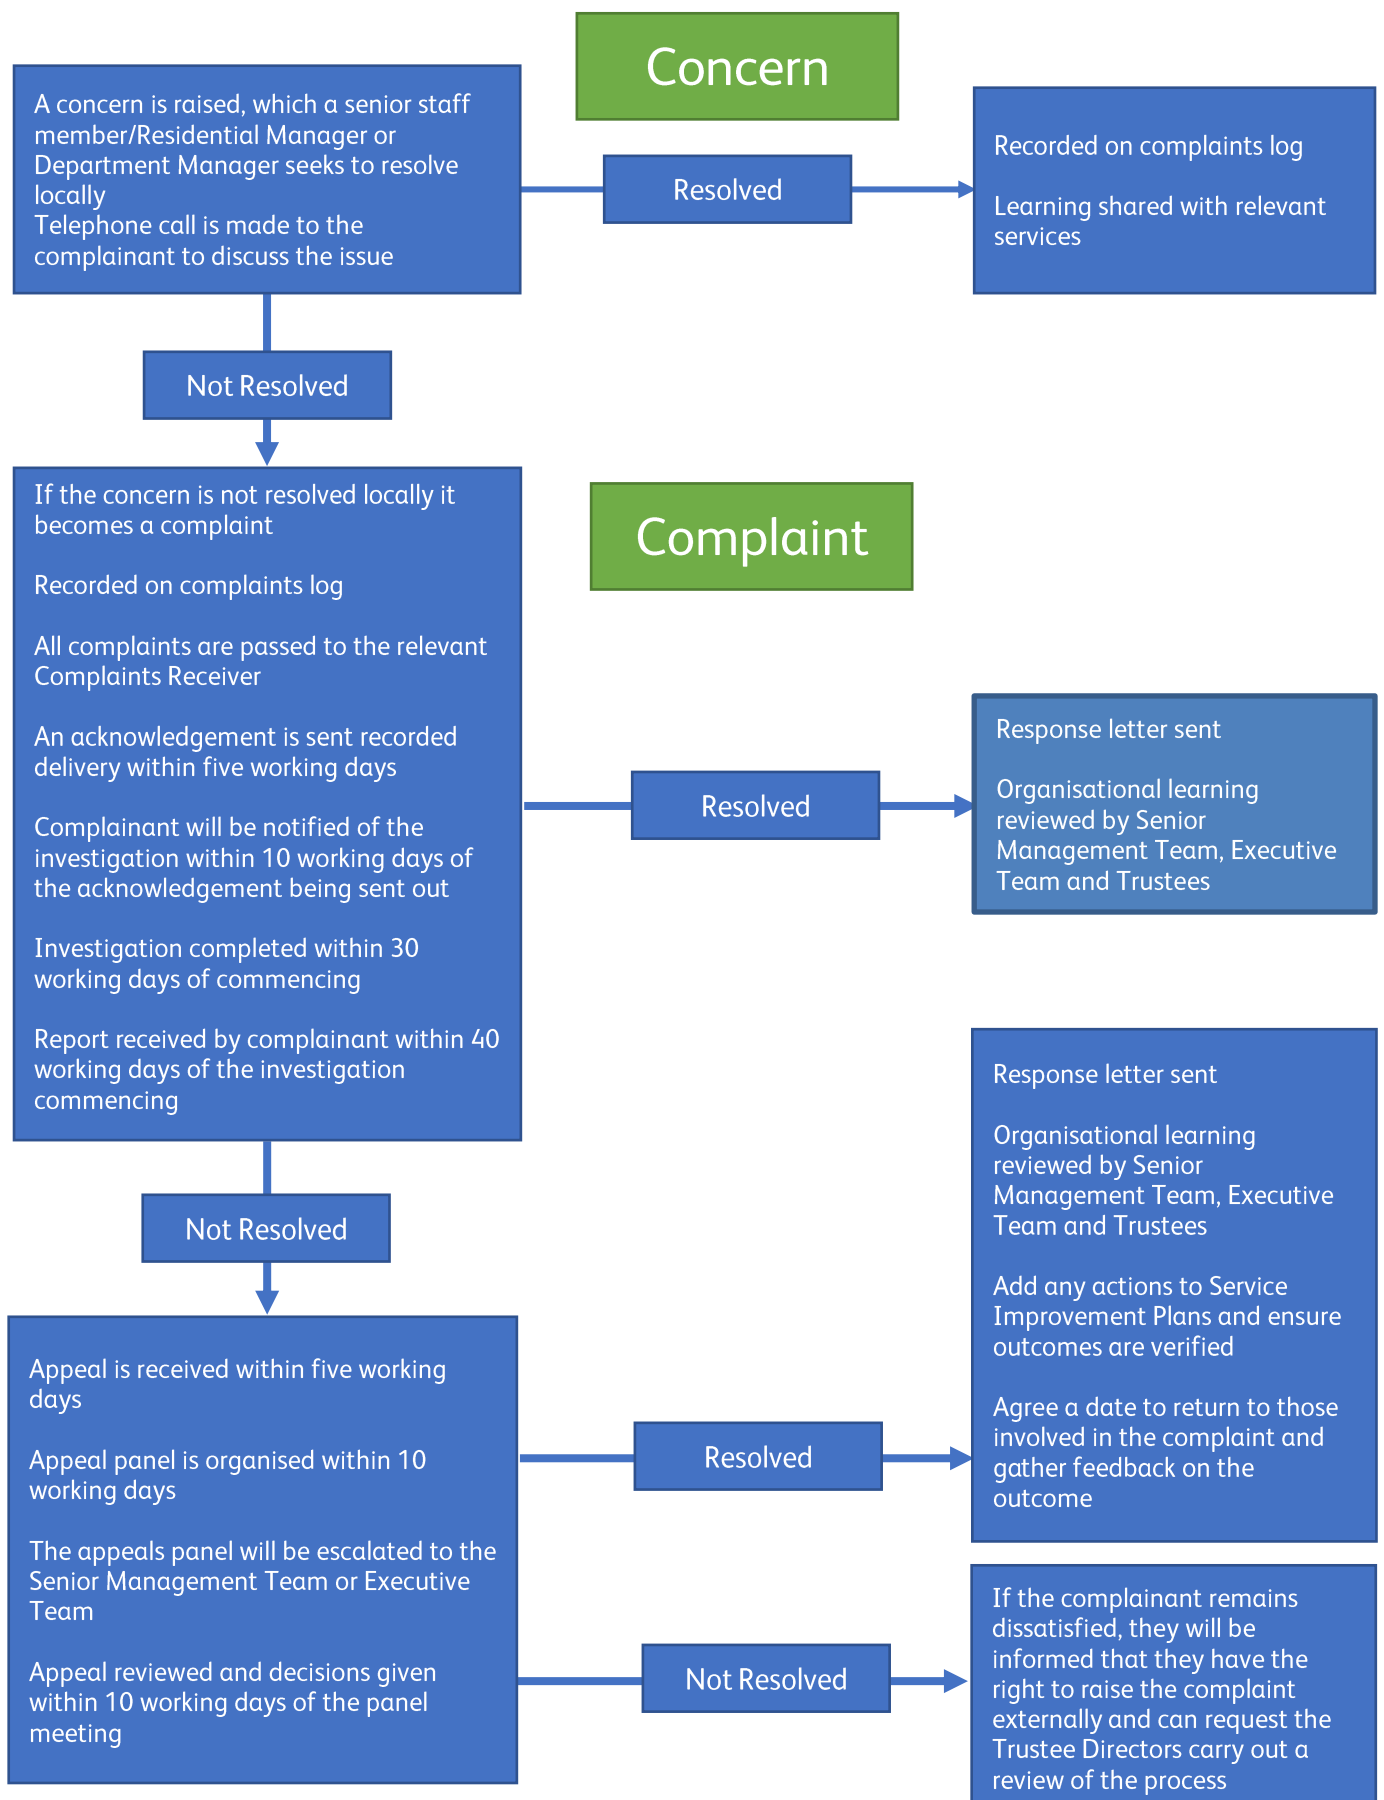 Concern
A concern is raised, which a senior staff
member/Residential Manager or
Department Manager seeks to resolve
locally
Telephone call is made to the
complainant to discuss the issue
Resolved
Recorded on complaints log
Learning shared with relevant
services
Not Resolved
Complaint
If the concern is not resolved locally it
becomes a complaint
Recorded on complaints log
All complaints are passed to the relevant
Complaints Receiver
An acknowledgement is sent recorded
delivery within five working days
Complainant will be notified of the
investigation within 10 working days of
the acknowledgement being sent out
Investigation completed within 30
working days of commencing
Report received by complainant within 40
working days of the investigation
commencing
Resolved
Response letter sent
Organisational learning
reviewed by Senior
Management Team, Executive
Team and Trustees
Not Resolved
Appeal is received within five working
days
Appeal panel is organised within 10
working days
The appeals panel will be escalated to the
Senior Management Team or Executive
Team
Appeal reviewed and decisions given
within 10 working days of the panel
meeting
Resolved
Response letter sent
Organisational learning
reviewed by Senior
Management Team, Executive
Team and Trustees
Add any actions to Service
Improvement Plans and ensure
outcomes are verified
Agree a date to return to those
involved in the complaint and
gather feedback on the
outcome
Not Resolved
If the complainant remains
dissatisfied, they will be
informed that they have the
right to raise the complaint
externally and can request the
Trustee Directors carry out a
review of the process